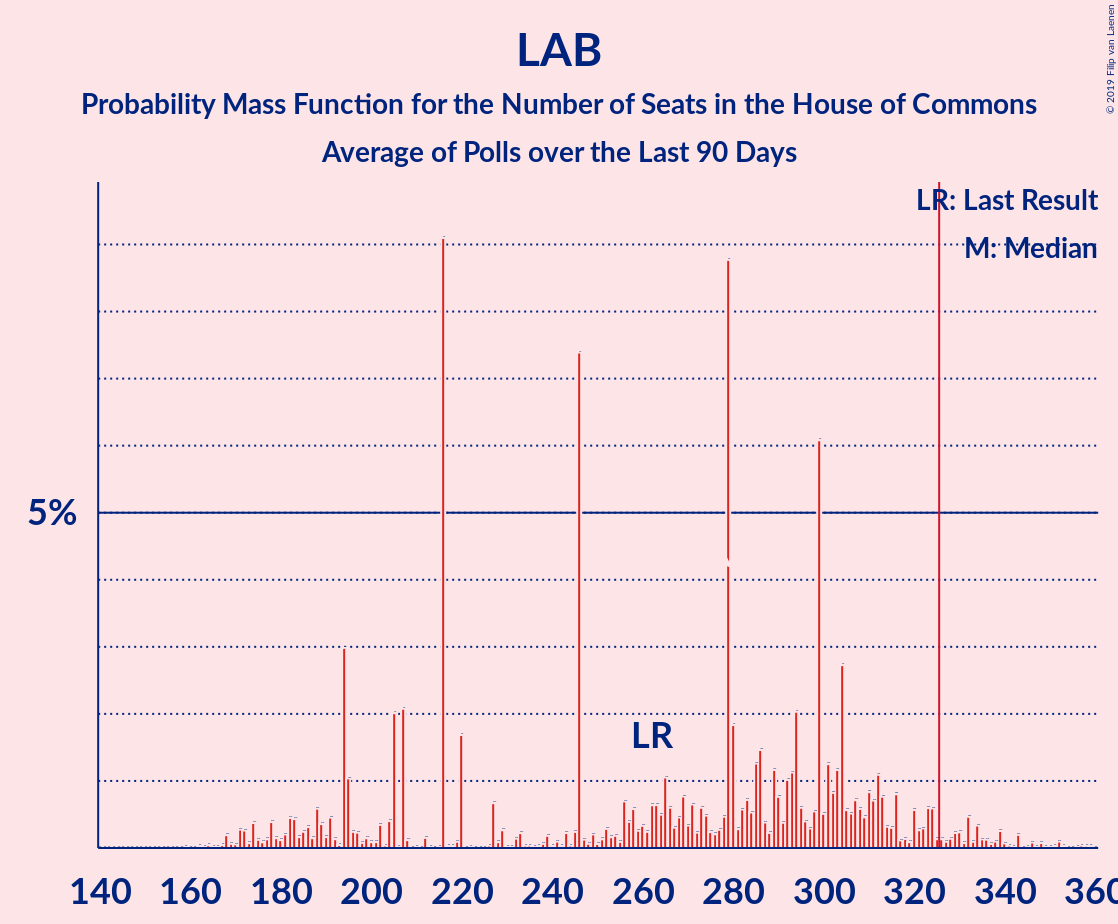 LAB
Probability Mass Function for the Number of Seats in the House of Commons
Average of Polls over the Last 90 Days
© 2019 Filip van Laenen
LR: Last Result
M: Median
5%
LR
140 160 180 200 220 240 260 280 300 320 340 360